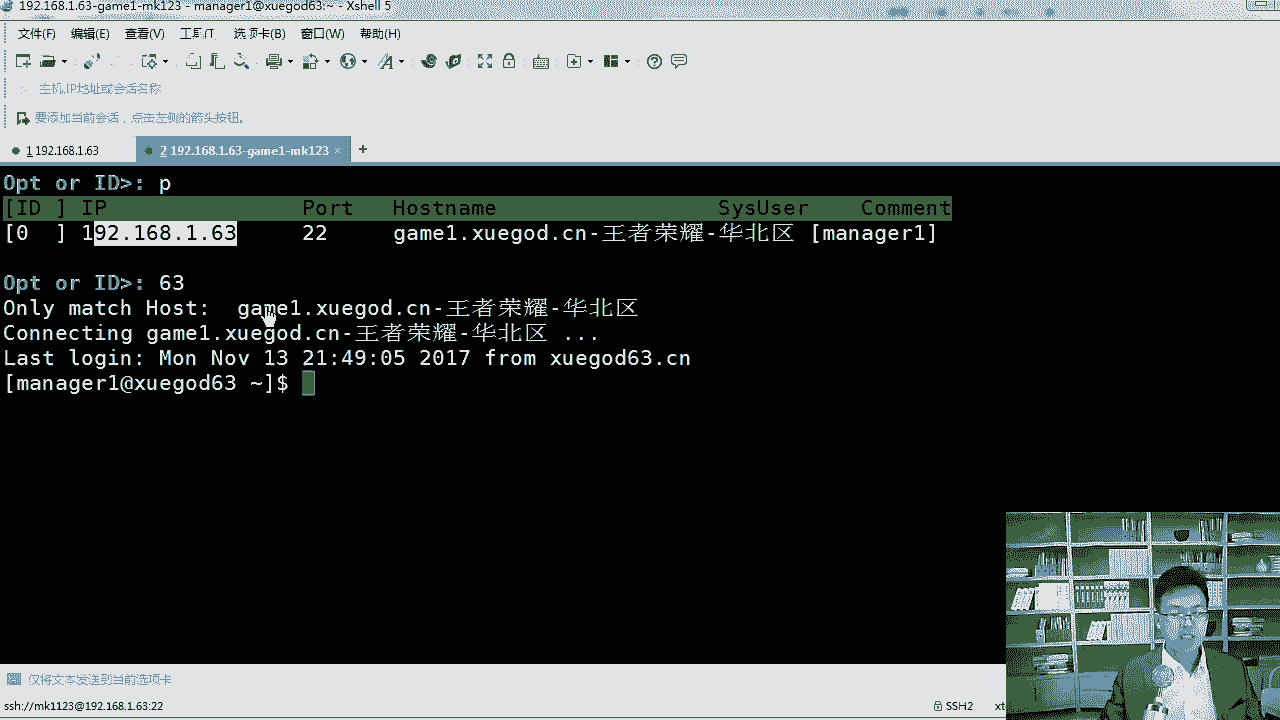 192.168.1.63-game1-mk123 - manager1@xuegod63:~ - Xshell 5
文件(F) 编辑(E) 查看(V) 工具(T) 选项卡(B) 窗口(W) 帮助(H)
主机,IP地址或会话名称
要添加当前会话，点击左侧的箭头按钮。
1 192.168.1.63 2 192.168.1.63-game1-mk123 × +
Opt or ID>: p
[ID ] IP Port Hostname SysUser Comment
[0 ] 192.168.1.63 22 game1.xuegod.cn-王者荣耀-华北区 [manager1]
Opt or ID>: 63
Only match Host: game1.xuegod.cn-王者荣耀-华北区
Connecting game1.xuegod.cn-王者荣耀-华北区 ...
Last login: Mon Nov 13 21:49:05 2017 from xuegod63.cn
[manager1@xuegod63 ~]$
仅将文本发送到当前选项卡
ssh://mk1123@192.168.1.63:22 SSH2 xt